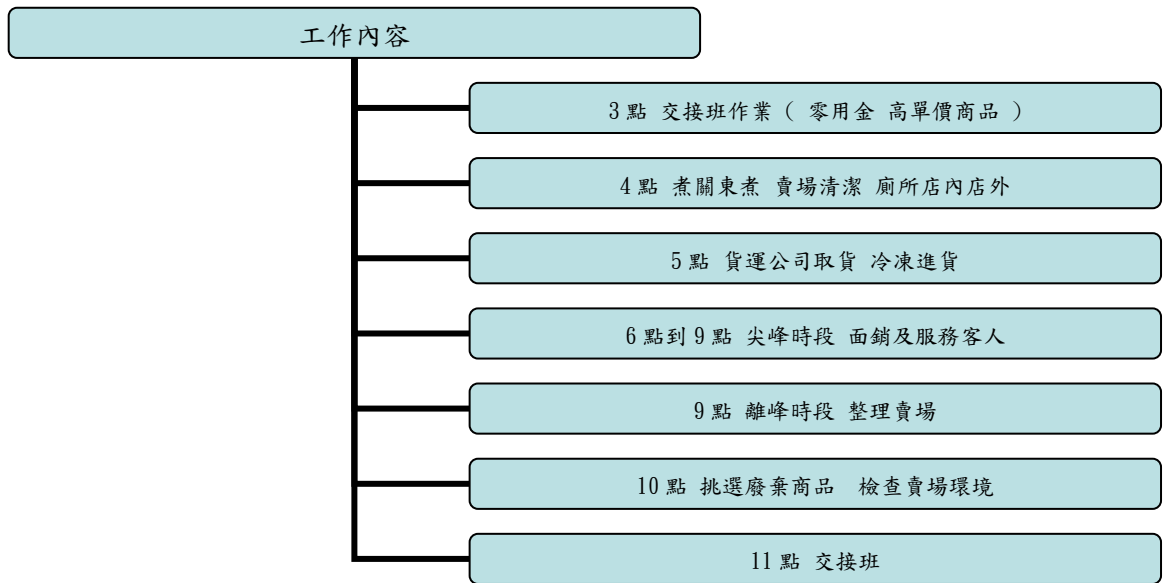 工作內容
3點 交接班作業( 零用金 高單價商品 )
4點 煮關東煮 賣場清潔 廁所店內店外
5點 貨運公司取貨 冷凍進貨
6點到9點 尖峰時段 面銷及服務客人
9點 離峰時段 整理賣場
10點 挑選廢棄商品 檢查賣場環境
11點 交接班